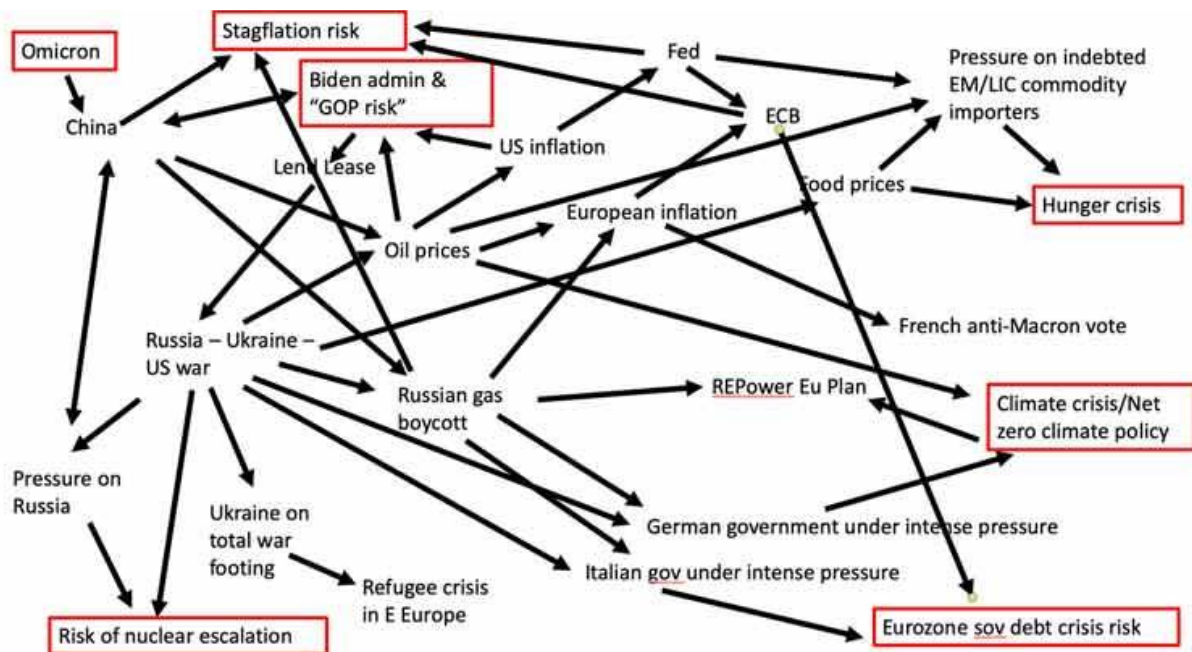 Stagflation risk
Omicron
Fed
Pressure on indebted
EM/LIC commodity
importers
Biden admin &
“GOP risk”
China
ECB
US inflation
Lend Lease
Food prices
Hunger crisis
European inflation
Oil prices
French anti-Macron vote
Russia – Ukraine –
US war
Russian gas
boycott
REPower Eu Plan
Climate crisis/Net
zero climate policy
Pressure on
Russia
Ukraine on
total war
footing
German government under intense pressure
Italian gov under intense pressure
Refugee crisis
in E Europe
Risk of nuclear escalation
Eurozone sov debt crisis risk